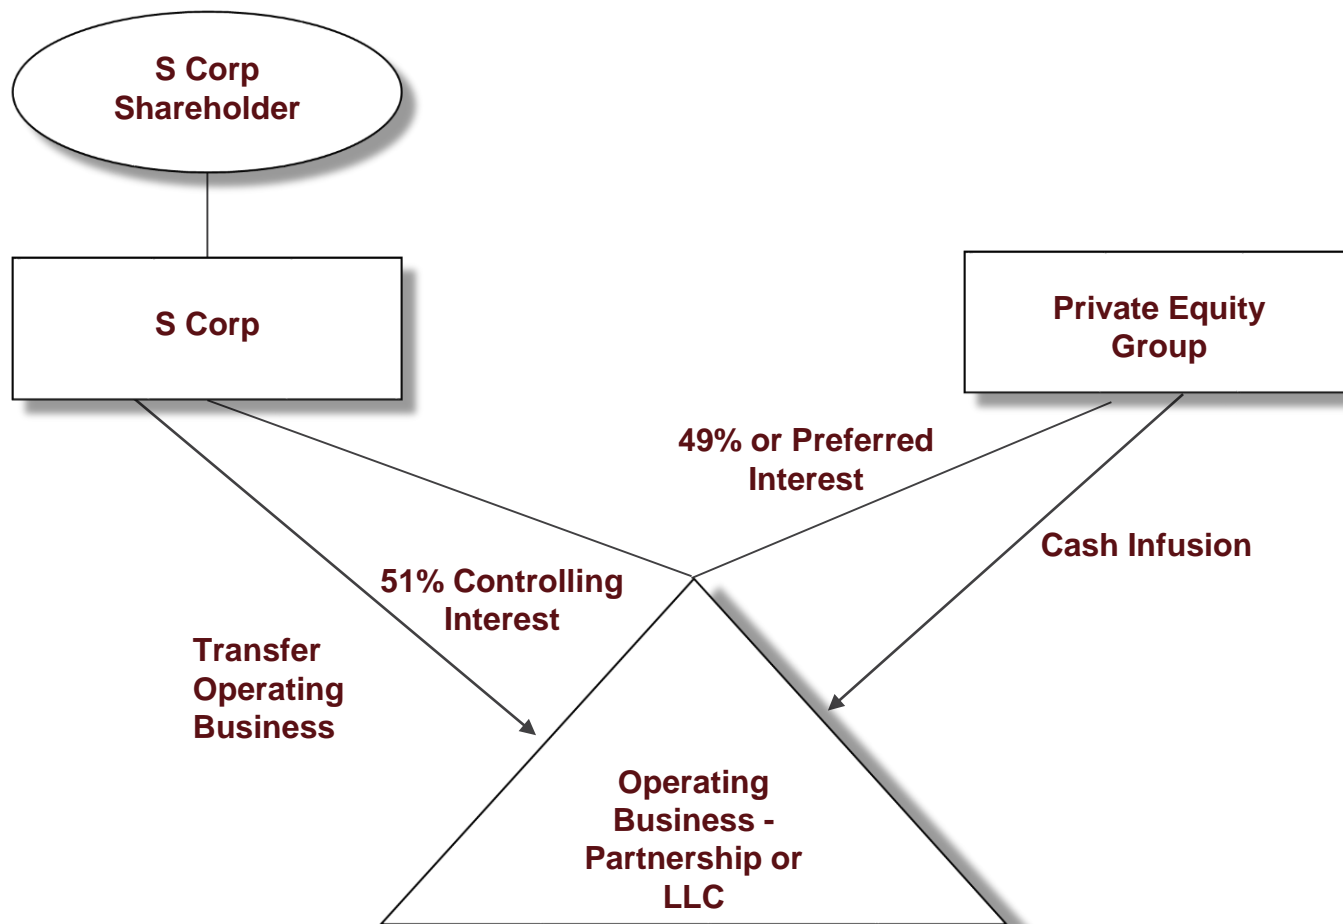 S Corp
Shareholder
S Corp
Private Equity
Group
49% or Preferred
Interest
Cash Infusion
51% Controlling
Interest
Transfer
Operating
Business
Operating
Business -
Partnership or
LLC